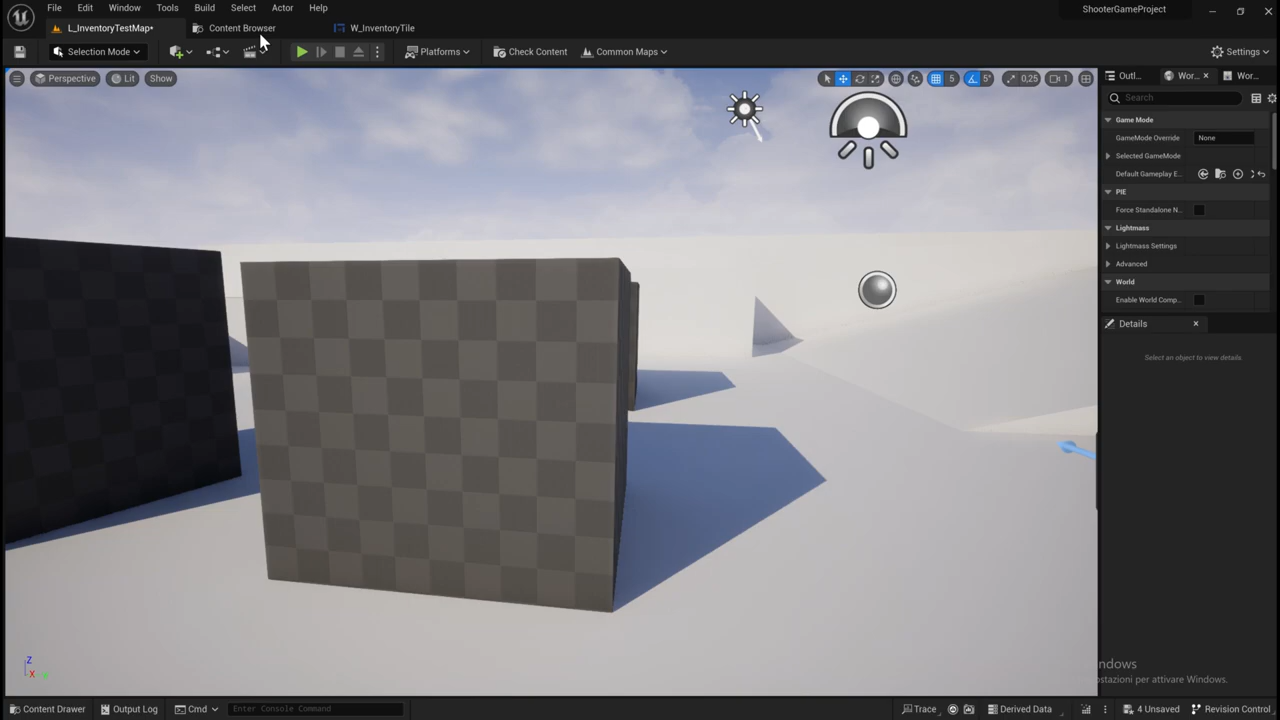 File Edit Window Tools Build Select Actor Help
ShooterGameProject
L_InventoryTestMap•
Content Browser
W_InventoryTile
Selection Mode
Platforms
Check Content
Common Maps
Settings
Perspective
Lit
Show
5
5°
0,25
1
Outl...
Wor...
Wor...
Search
Game Mode
GameMode Override
None
Selected GameMode
Default Gameplay E...
PIE
Force Standalone N...
Lightmass
Lightmass Settings
Advanced
World
Enable World Comp...
Details
Select an object to view details.
Z
X
ndows
ostazioni per attivare Windows.
Content Drawer
Output Log
Cmd
Enter Console Command
Trace
Derived Data
4 Unsaved
Revision Control